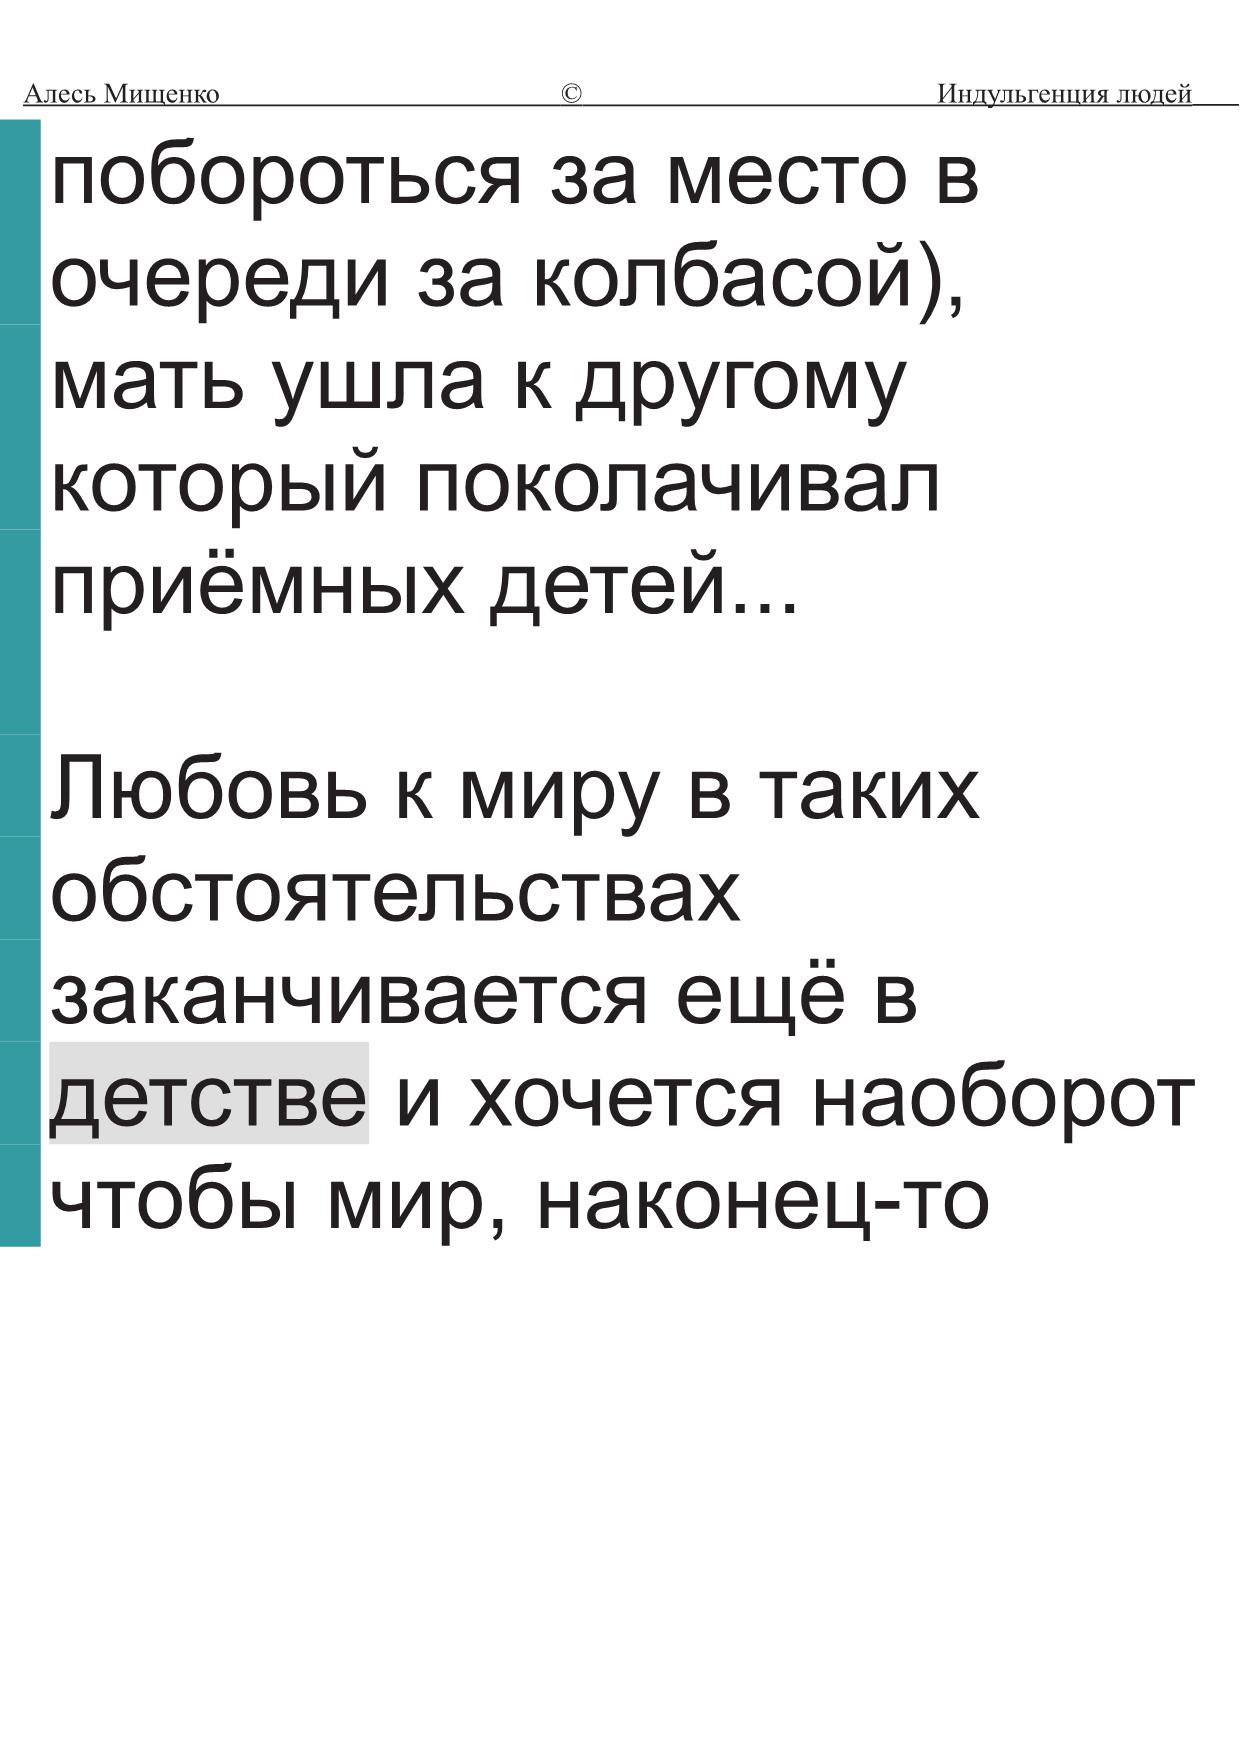 Алесь Мищенко © Индульгенция людей
побороться за место в
очереди за колбасой),
мать ушла к другому
который поколачивал
приёмных детей...
Любовь к миру в таких
обстоятельствах
заканчивается ещё в
детстве и хочется наоборот
чтобы мир, наконец-то